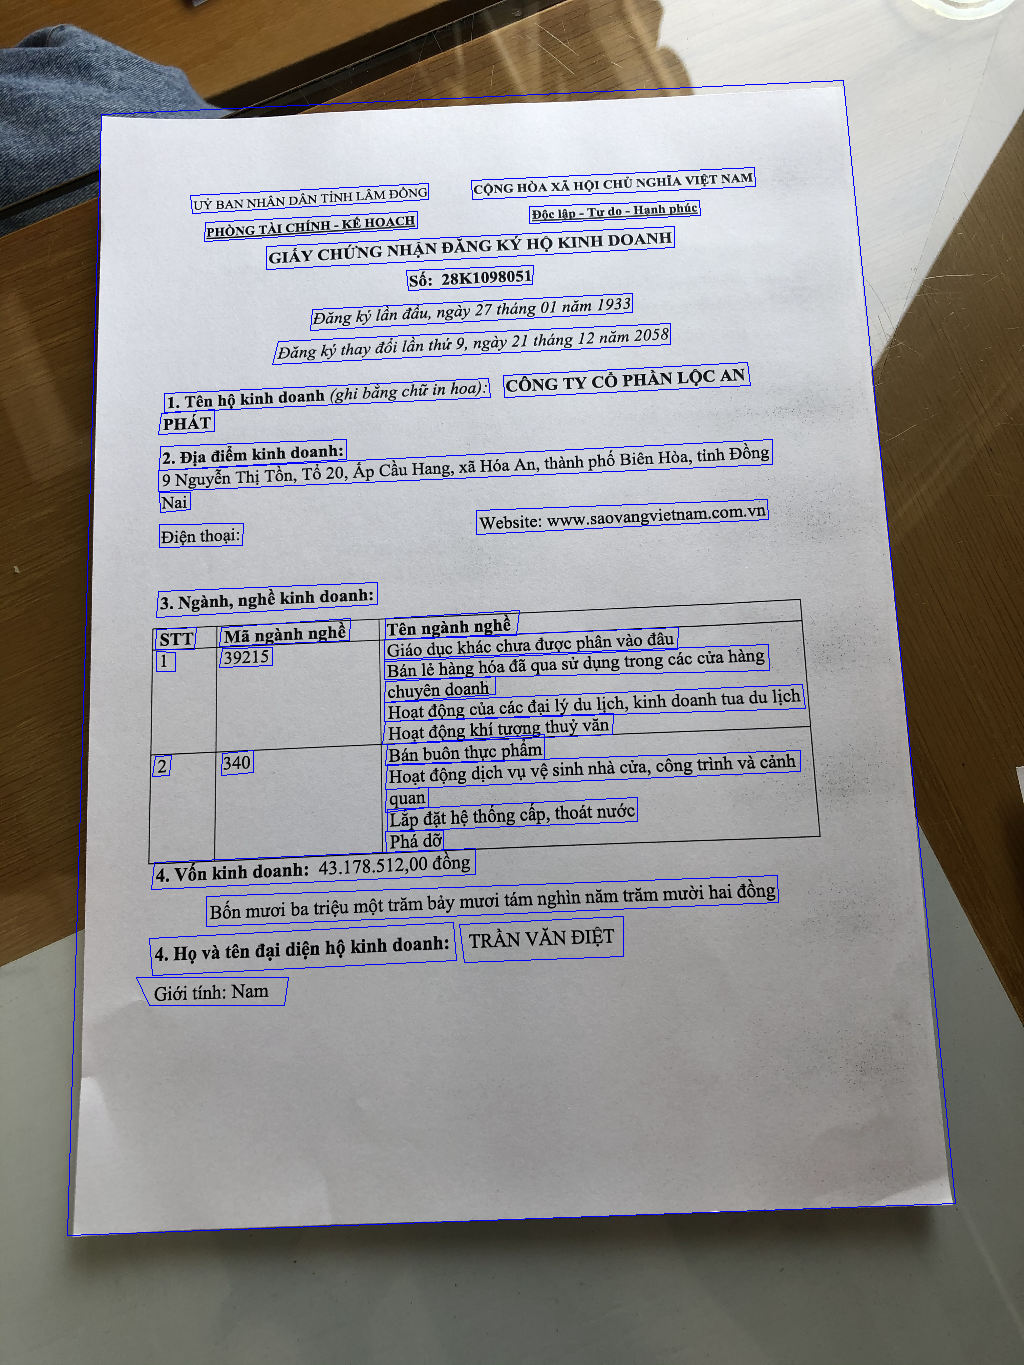 UỶ BAN NHÂN DÂN TỈNH LÂM ĐỒNG
CỘNG HÒA XÃ HỘI CHỦ NGHĨA VIỆT NAM
PHÒNG TÀI CHÍNH - KẾ HOẠCH
Độc lập - Tự do - Hạnh phúc
GIẤY CHỨNG NHẬN ĐĂNG KÝ HỘ KINH DOANH
Số: 28K1098051
Đăng ký lần đầu, ngày 27 tháng 01 năm 1933
Đăng ký thay đổi lần thứ 9, ngày 21 tháng 12 năm 2058
1. Tên hộ kinh doanh (ghi bằng chữ in hoa): CÔNG TY CỔ PHẦN LỘC AN
PHÁT
2. Địa điểm kinh doanh:
9 Nguyễn Thị Tồn, Tổ 20, Ấp Cầu Hang, xã Hóa An, thành phố Biên Hòa, tỉnh Đồng
Nai
Điện thoại:
Website: www.saovangvietnam.com.vn
3. Ngành, nghề kinh doanh:
STT Mã ngành nghề Tên ngành nghề
1 39215 Giáo dục khác chưa được phân vào đâu
Bán lẻ hàng hóa đã qua sử dụng trong các cửa hàng
chuyên doanh
Hoạt động của các đại lý du lịch, kinh doanh tua du lịch
Hoạt động khí tượng thuỷ văn
2 340 Bán buôn thực phẩm
Hoạt động dịch vụ vệ sinh nhà cửa, công trình và cảnh
quan
Lắp đặt hệ thống cấp, thoát nước
Phá dỡ
4. Vốn kinh doanh: 43.178.512,00 đồng
Bốn mươi ba triệu một trăm bảy mươi tám nghìn năm trăm mười hai đồng
4. Họ và tên đại diện hộ kinh doanh: TRẦN VĂN ĐIỆT
Giới tính: Nam